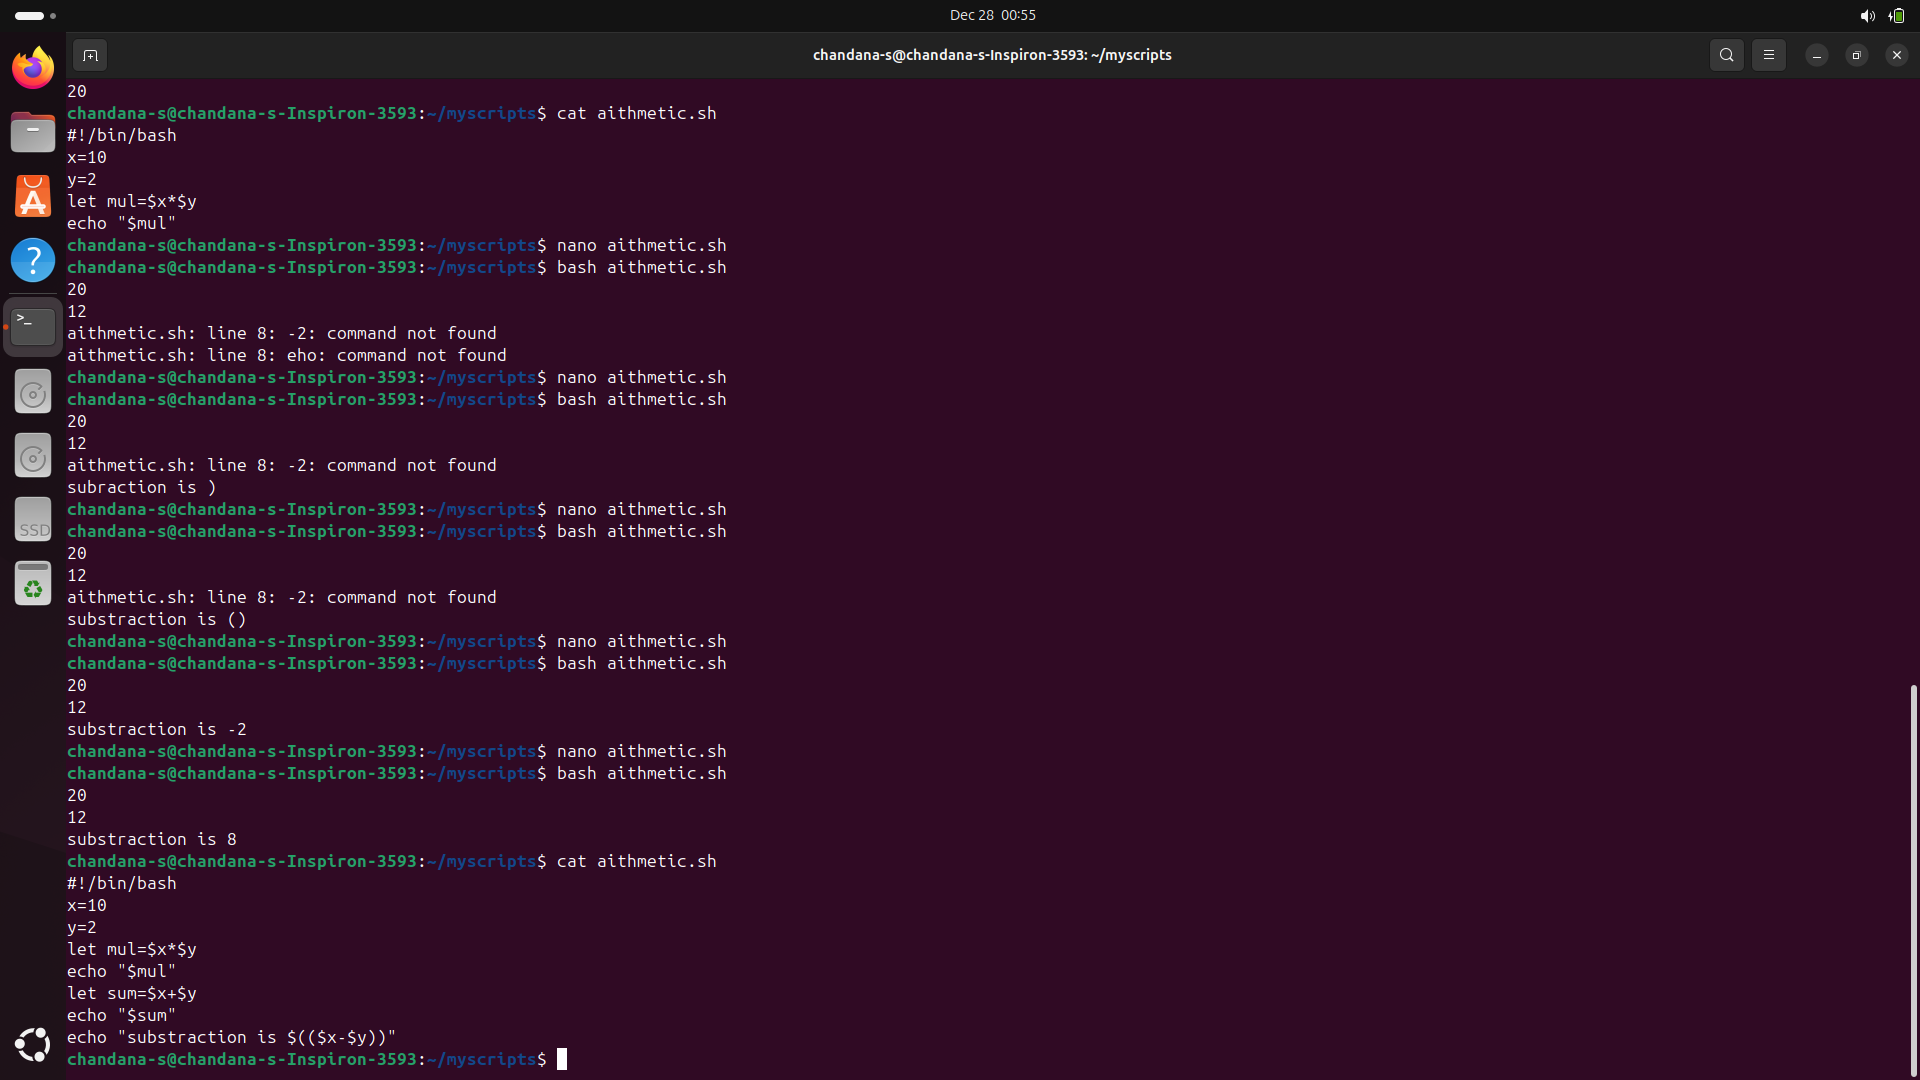 Dec 28 00:55
chandana-s@chandana-s-Inspiron-3593: ~/myscripts
20
chandana-s@chandana-s-Inspiron-3593:~/myscripts$ cat aithmetic.sh
#!/bin/bash
x=10
y=2
let mul=$x*$y
echo "$mul"
chandana-s@chandana-s-Inspiron-3593:~/myscripts$ nano aithmetic.sh
chandana-s@chandana-s-Inspiron-3593:~/myscripts$ bash aithmetic.sh
20
12
aithmetic.sh: line 8: -2: command not found
aithmetic.sh: line 8: eho: command not found
chandana-s@chandana-s-Inspiron-3593:~/myscripts$ nano aithmetic.sh
chandana-s@chandana-s-Inspiron-3593:~/myscripts$ bash aithmetic.sh
20
12
aithmetic.sh: line 8: -2: command not found
subraction is )
chandana-s@chandana-s-Inspiron-3593:~/myscripts$ nano aithmetic.sh
chandana-s@chandana-s-Inspiron-3593:~/myscripts$ bash aithmetic.sh
20
12
aithmetic.sh: line 8: -2: command not found
substraction is ()
chandana-s@chandana-s-Inspiron-3593:~/myscripts$ nano aithmetic.sh
chandana-s@chandana-s-Inspiron-3593:~/myscripts$ bash aithmetic.sh
20
12
substraction is -2
chandana-s@chandana-s-Inspiron-3593:~/myscripts$ nano aithmetic.sh
chandana-s@chandana-s-Inspiron-3593:~/myscripts$ bash aithmetic.sh
20
12
substraction is 8
chandana-s@chandana-s-Inspiron-3593:~/myscripts$ cat aithmetic.sh
#!/bin/bash
x=10
y=2
let mul=$x*$y
echo "$mul"
let sum=$x+$y
echo "$sum"
echo "substraction is $(($x-$y))"
chandana-s@chandana-s-Inspiron-3593:~/myscripts$
>_
SSD